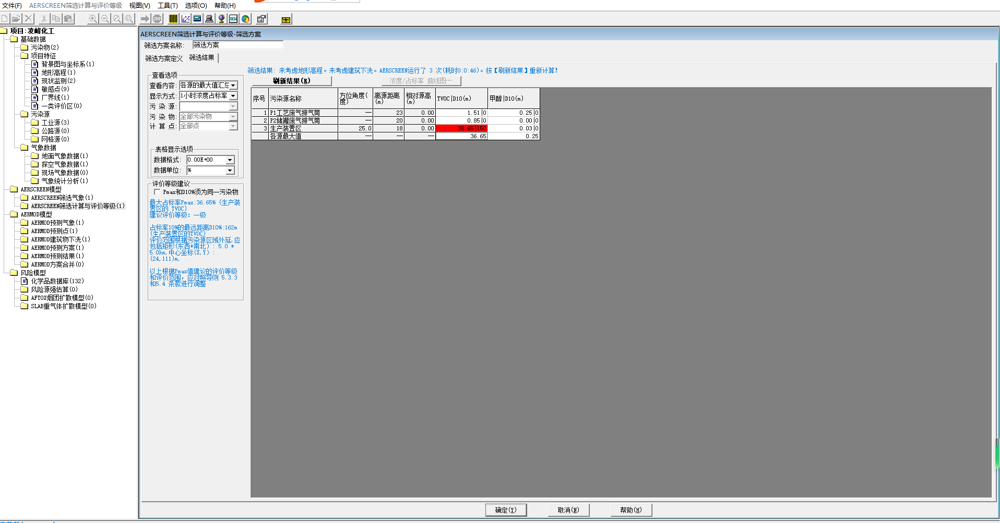 文件(F) AERSCREEN筛选计算与评价等级 视图(V) 工具(T) 选项(O) 帮助(H)
项目:凌峰化工
基础数据
污染物(2)
项目特征
背景图与坐标系(1)
地形高程(1)
现状监测(2)
敏感点(9)
厂界线(1)
一类评价区(0)
污染源
工业源(3)
公路源(0)
网格源(0)
气象数据
地面气象数据(1)
探空气象数据(1)
现场气象数据(0)
气象统计分析(1)
AERSCREEN模型
AERSCREEN筛选气象(1)
AERSCREEN筛选计算与评价等级(1)
AERMOD模型
AERMOD预测气象(1)
AERMOD预测点(1)
AERMOD建筑物下洗(1)
AERMOD预测方案(1)
AERMOD预测结果(1)
AERMOD方案合并(0)
风险模型
化学品数据库(132)
风险源强估算(0)
AFTOX烟团扩散模型(0)
SLAB重气体扩散模型(0)
AERSCREEN筛选计算与评价等级-筛选方案
筛选方案名称: 筛选方案
筛选方案定义 筛选结果
查看选项
查看内容: 各源的最大值汇总
显示方式: 1小时浓度占标率
污 染 源:
污 染 物: 全部污染物
计 算 点: 全部点
表格显示选项
数据格式: 0.00E+00
数据单位: %
评价等级建议
Pmax和D10%须为同一污染物
最大占标率Pmax:36.65% (生产装
置区的 TVOC)
建议评价等级: 一级
占标率10%的最远距离D10%:162m
(生产装置区的TVOC)
评价范围根据污染源区域外延,应
包括矩形(东西*南北): 5.0 *
5.0km,中心坐标(X,Y):
(24,111)m,
以上根据Pmax值建议的评价等级
和评价范围, 应对照导则 5.3.3
和5.4 条款进行调整
筛选结果: 未考虑地形高程。未考虑建筑下洗。AERSCREEN运行了 3 次(耗时0:0:46)。按【刷新结果】重新计算!
刷新结果(R) 浓度/占标率 曲线图…
序号 污染源名称 方位角度(度) 离源距离(m) 相对源高(m) TVOC|D10(m) 甲醇|D10(m)
1 P1工艺废气排气筒 — 23 0.00 1.51|0 0.25|0
2 P2储罐废气排气筒 — 20 0.00 0.85|0 0.00|0
3 生产装置区 25.0 18 0.00 36.65|150 0.03|0
各源最大值 — — — 36.65 0.25
确定(Y) 取消(N) 帮助(H)